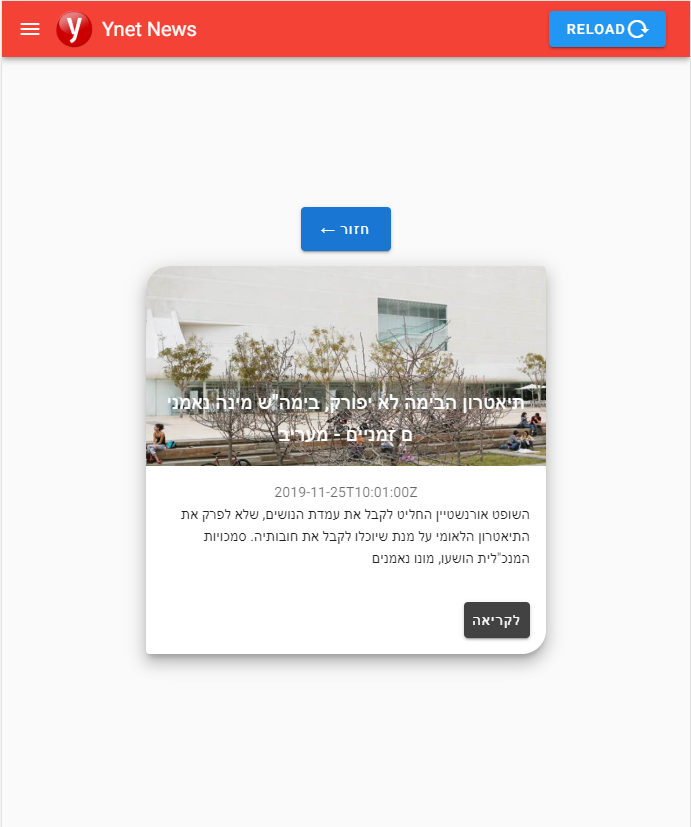 Ynet News
RELOAD
חזור ←
תיאטרון הבימה לא יפורק, בימה"ש מינה נאמני
ם זמניים - מעריב
2019-11-25T10:01:00Z
השופט אורנשטיין החליט לקבל את עמדת הנושים, שלא לפרק את
התיאטרון הלאומי על מנת שיוכלו לקבל את חובותיה. סמכויות
המנכ"לית הושעו, מונו נאמנים
לקריאה